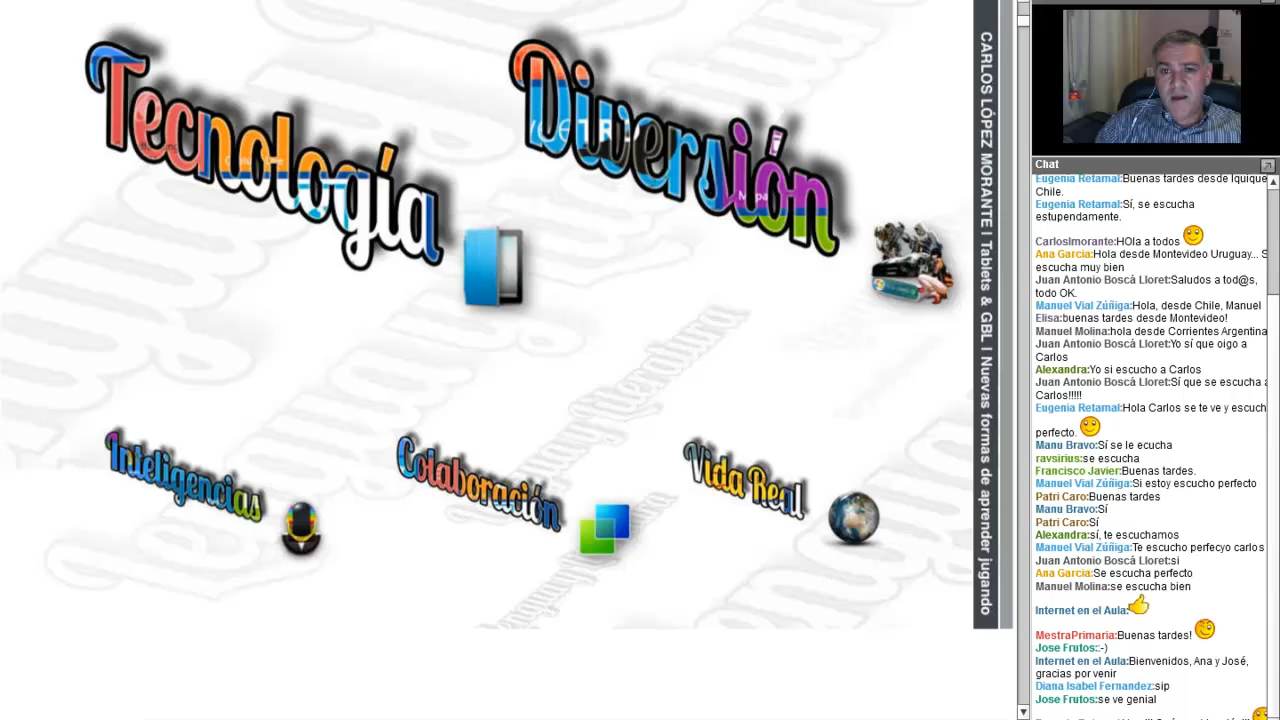 Tecnología
Diversión
Inteligencias
Colaboración
Vida Real
CARLOS LÓPEZ MORANTE | Tablets & GBL | Nuevas formas de aprender jugando
Chat
Eugenia Retamal:Buenas tardes desde Iquique
Chile.
Eugenia Retamal:Sí, se escucha
estupendamente.
Carloslmorante:HOla a todos
Ana Garcia:Hola desde Montevideo Uruguay... S
escucha muy bien
Juan Antonio Boscá Lloret:Saludos a tod@s,
todo OK.
Manuel Vial Zúñiga:Hola, desde Chile, Manuel
Elisa:buenas tardes desde Montevideo!
Manuel Molina:hola desde Corrientes Argentina
Juan Antonio Boscá Lloret:Yo sí que oigo a
Carlos
Alexandra:Yo si escucho a Carlos
Juan Antonio Boscá Lloret:Sí que se escucha a
Carlos!!!!!
Eugenia Retamal:Hola Carlos se te ve y escuch
perfecto.
Manu Bravo:Sí se le ecucha
ravsirius:se escucha
Francisco Javier:Buenas tardes.
Manuel Vial Zúñiga:Si estoy escucho perfecto
Patri Caro:Buenas tardes
Manu Bravo:Sí
Patri Caro:Sí
Alexandra:sí, te escuchamos
Manuel Vial Zúñiga:Te escucho perfecyo carlos
Juan Antonio Boscá Lloret:si
Ana Garcia:Se escucha perfecto
Manuel Molina:se escucha bien
Internet en el Aula:
MestraPrimaria:Buenas tardes!
Jose Frutos::-)
Internet en el Aula:Bienvenidos, Ana y José,
gracias por venir
Diana Isabel Fernandez:sip
Jose Frutos:se ve genial